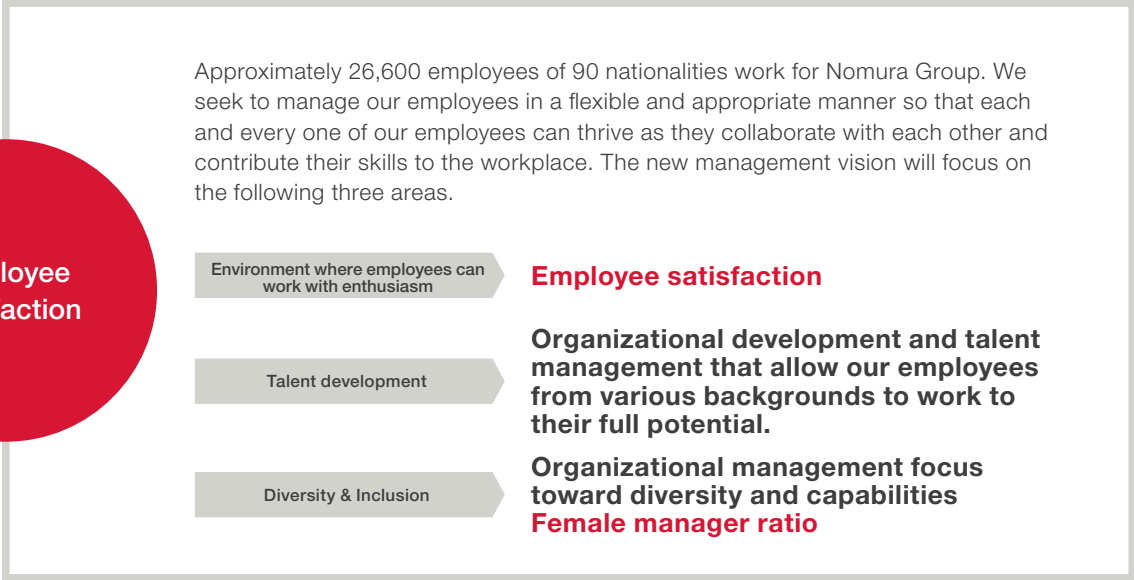 Approximately 26,600 employees of 90 nationalities work for Nomura Group. We
seek to manage our employees in a flexible and appropriate manner so that each
and every one of our employees can thrive as they collaborate with each other and
contribute their skills to the workplace. The new management vision will focus on
the following three areas.
loyee
action
Environment where employees can
work with enthusiasm
Employee satisfaction
Talent development
Organizational development and talent
management that allow our employees
from various backgrounds to work to
their full potential.
Diversity & Inclusion
Organizational management focus
toward diversity and capabilities
Female manager ratio